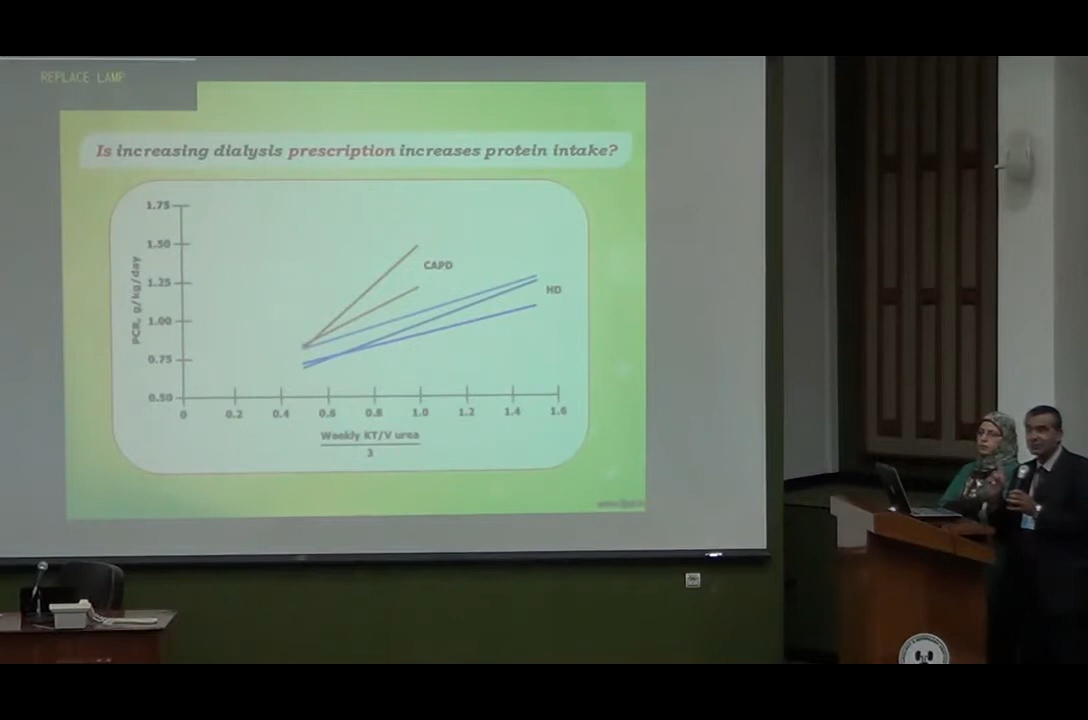 REPLACE LAMP
Is increasing dialysis prescription increases protein intake?
1.75
1.50
1.25
1.00
0.75
0.50
PCR, g/kg/day
CAPD
HD
0 0.2 0.4 0.6 0.8 1.0 1.2 1.4 1.6
Weekly KT/V urea
3